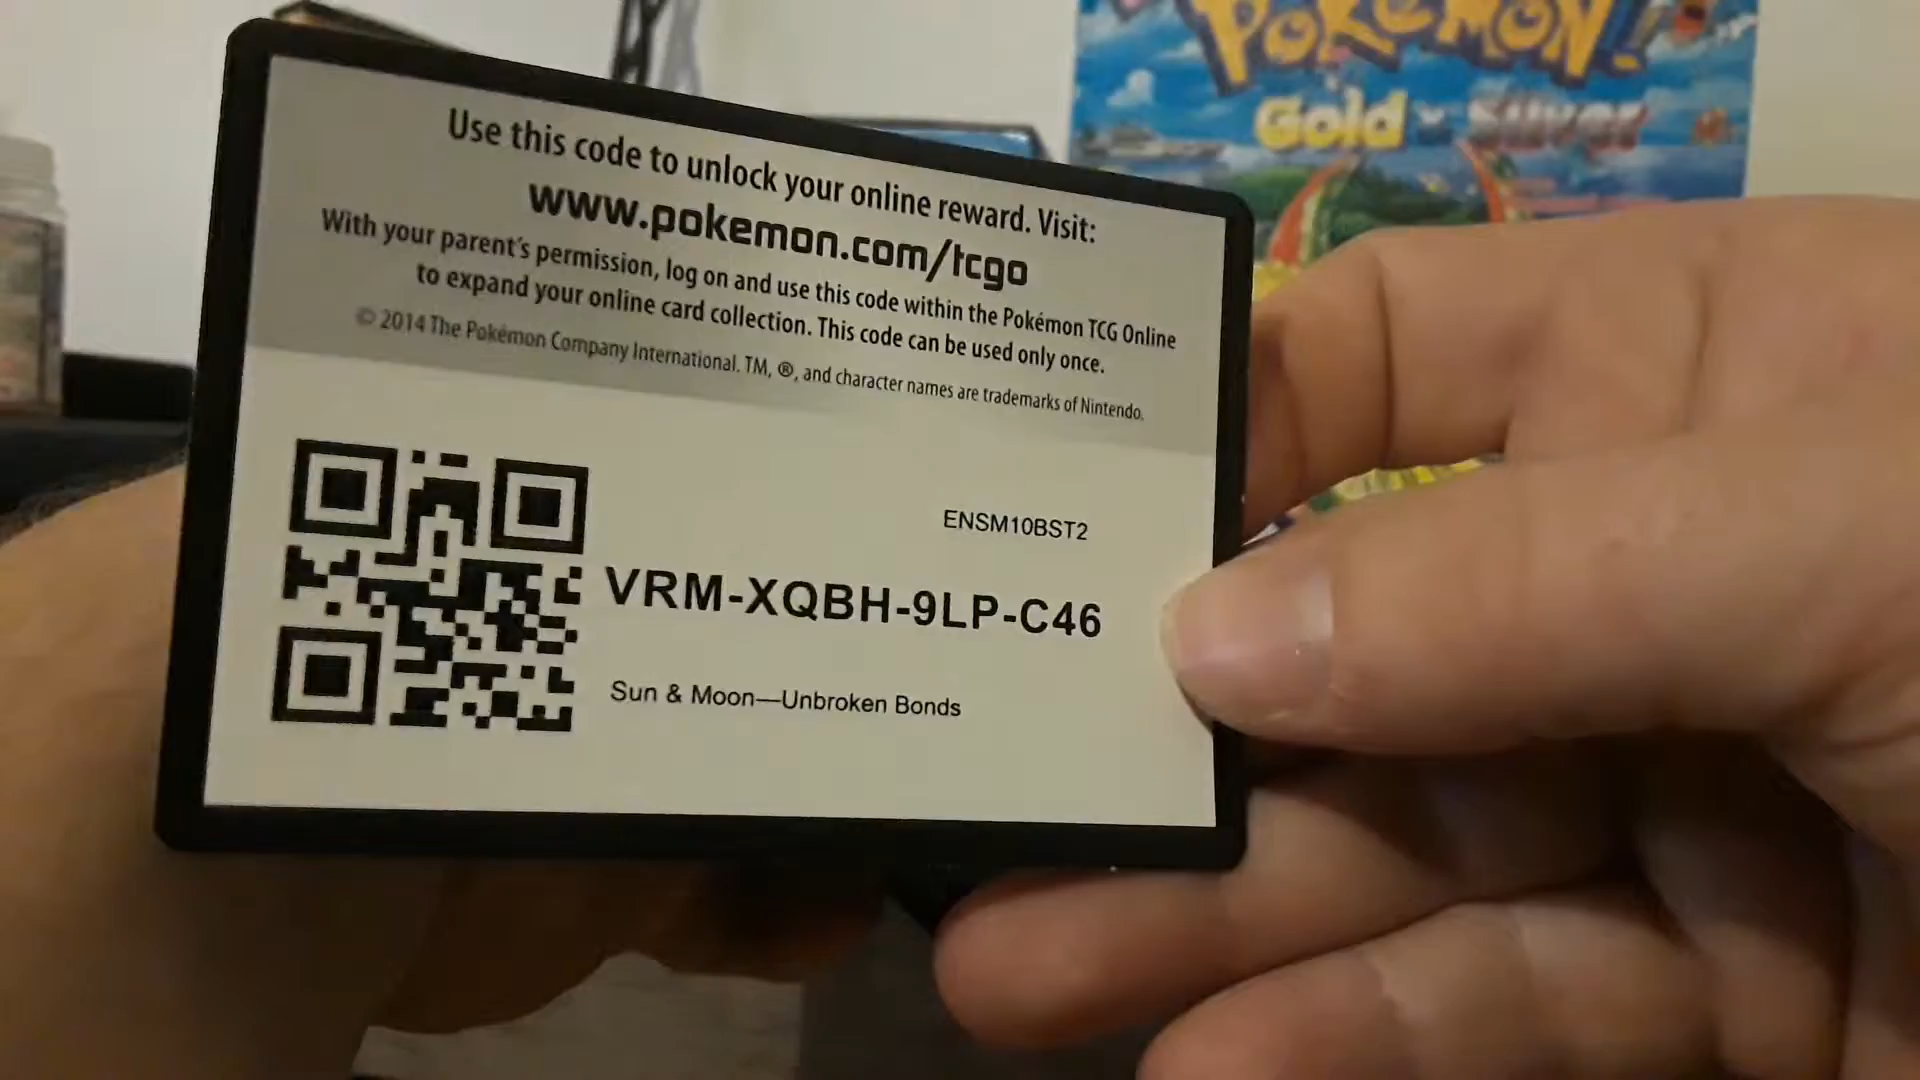 POKéMON!
Gold Silver
Use this code to unlock your online reward. Visit:
www.pokemon.com/tcgo
With your parent's permission, log on and use this code within the Pokémon TCG Online
to expand your online card collection. This code can be used only once.
© 2014 The Pokémon Company International. TM, ®, and character names are trademarks of Nintendo.
ENSM10BST2
VRM-XQBH-9LP-C46
Sun & Moon—Unbroken Bonds